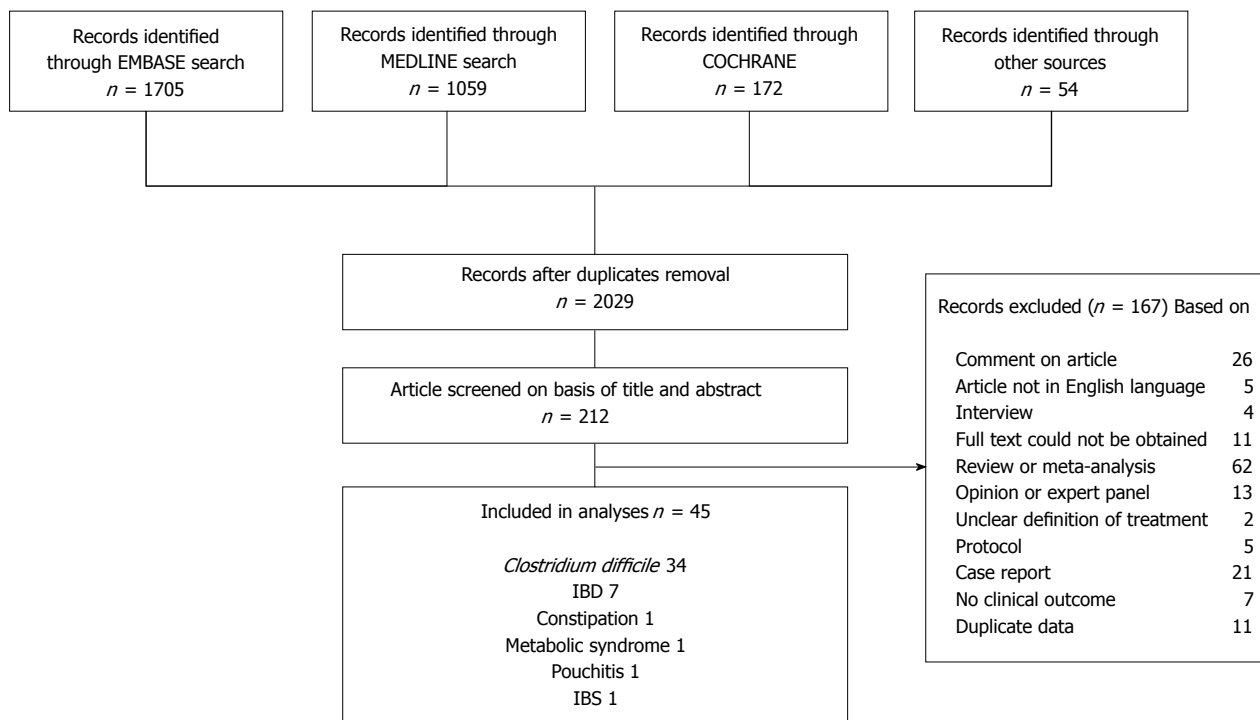 Records identified
through EMBASE search
n = 1705
Records identified through
MEDLINE search
n = 1059
Records identified through
COCHRANE
n = 172
Records identified through
other sources
n = 54
Records after duplicates removal
n = 2029
Article screened on basis of title and abstract
n = 212
Records excluded (n = 167) Based on
Comment on article 26
Article not in English language 5
Interview 4
Full text could not be obtained 11
Review or meta-analysis 62
Opinion or expert panel 13
Unclear definition of treatment 2
Protocol 5
Case report 21
No clinical outcome 7
Duplicate data 11
Included in analyses n = 45
Clostridium difficile 34
IBD 7
Constipation 1
Metabolic syndrome 1
Pouchitis 1
IBS 1